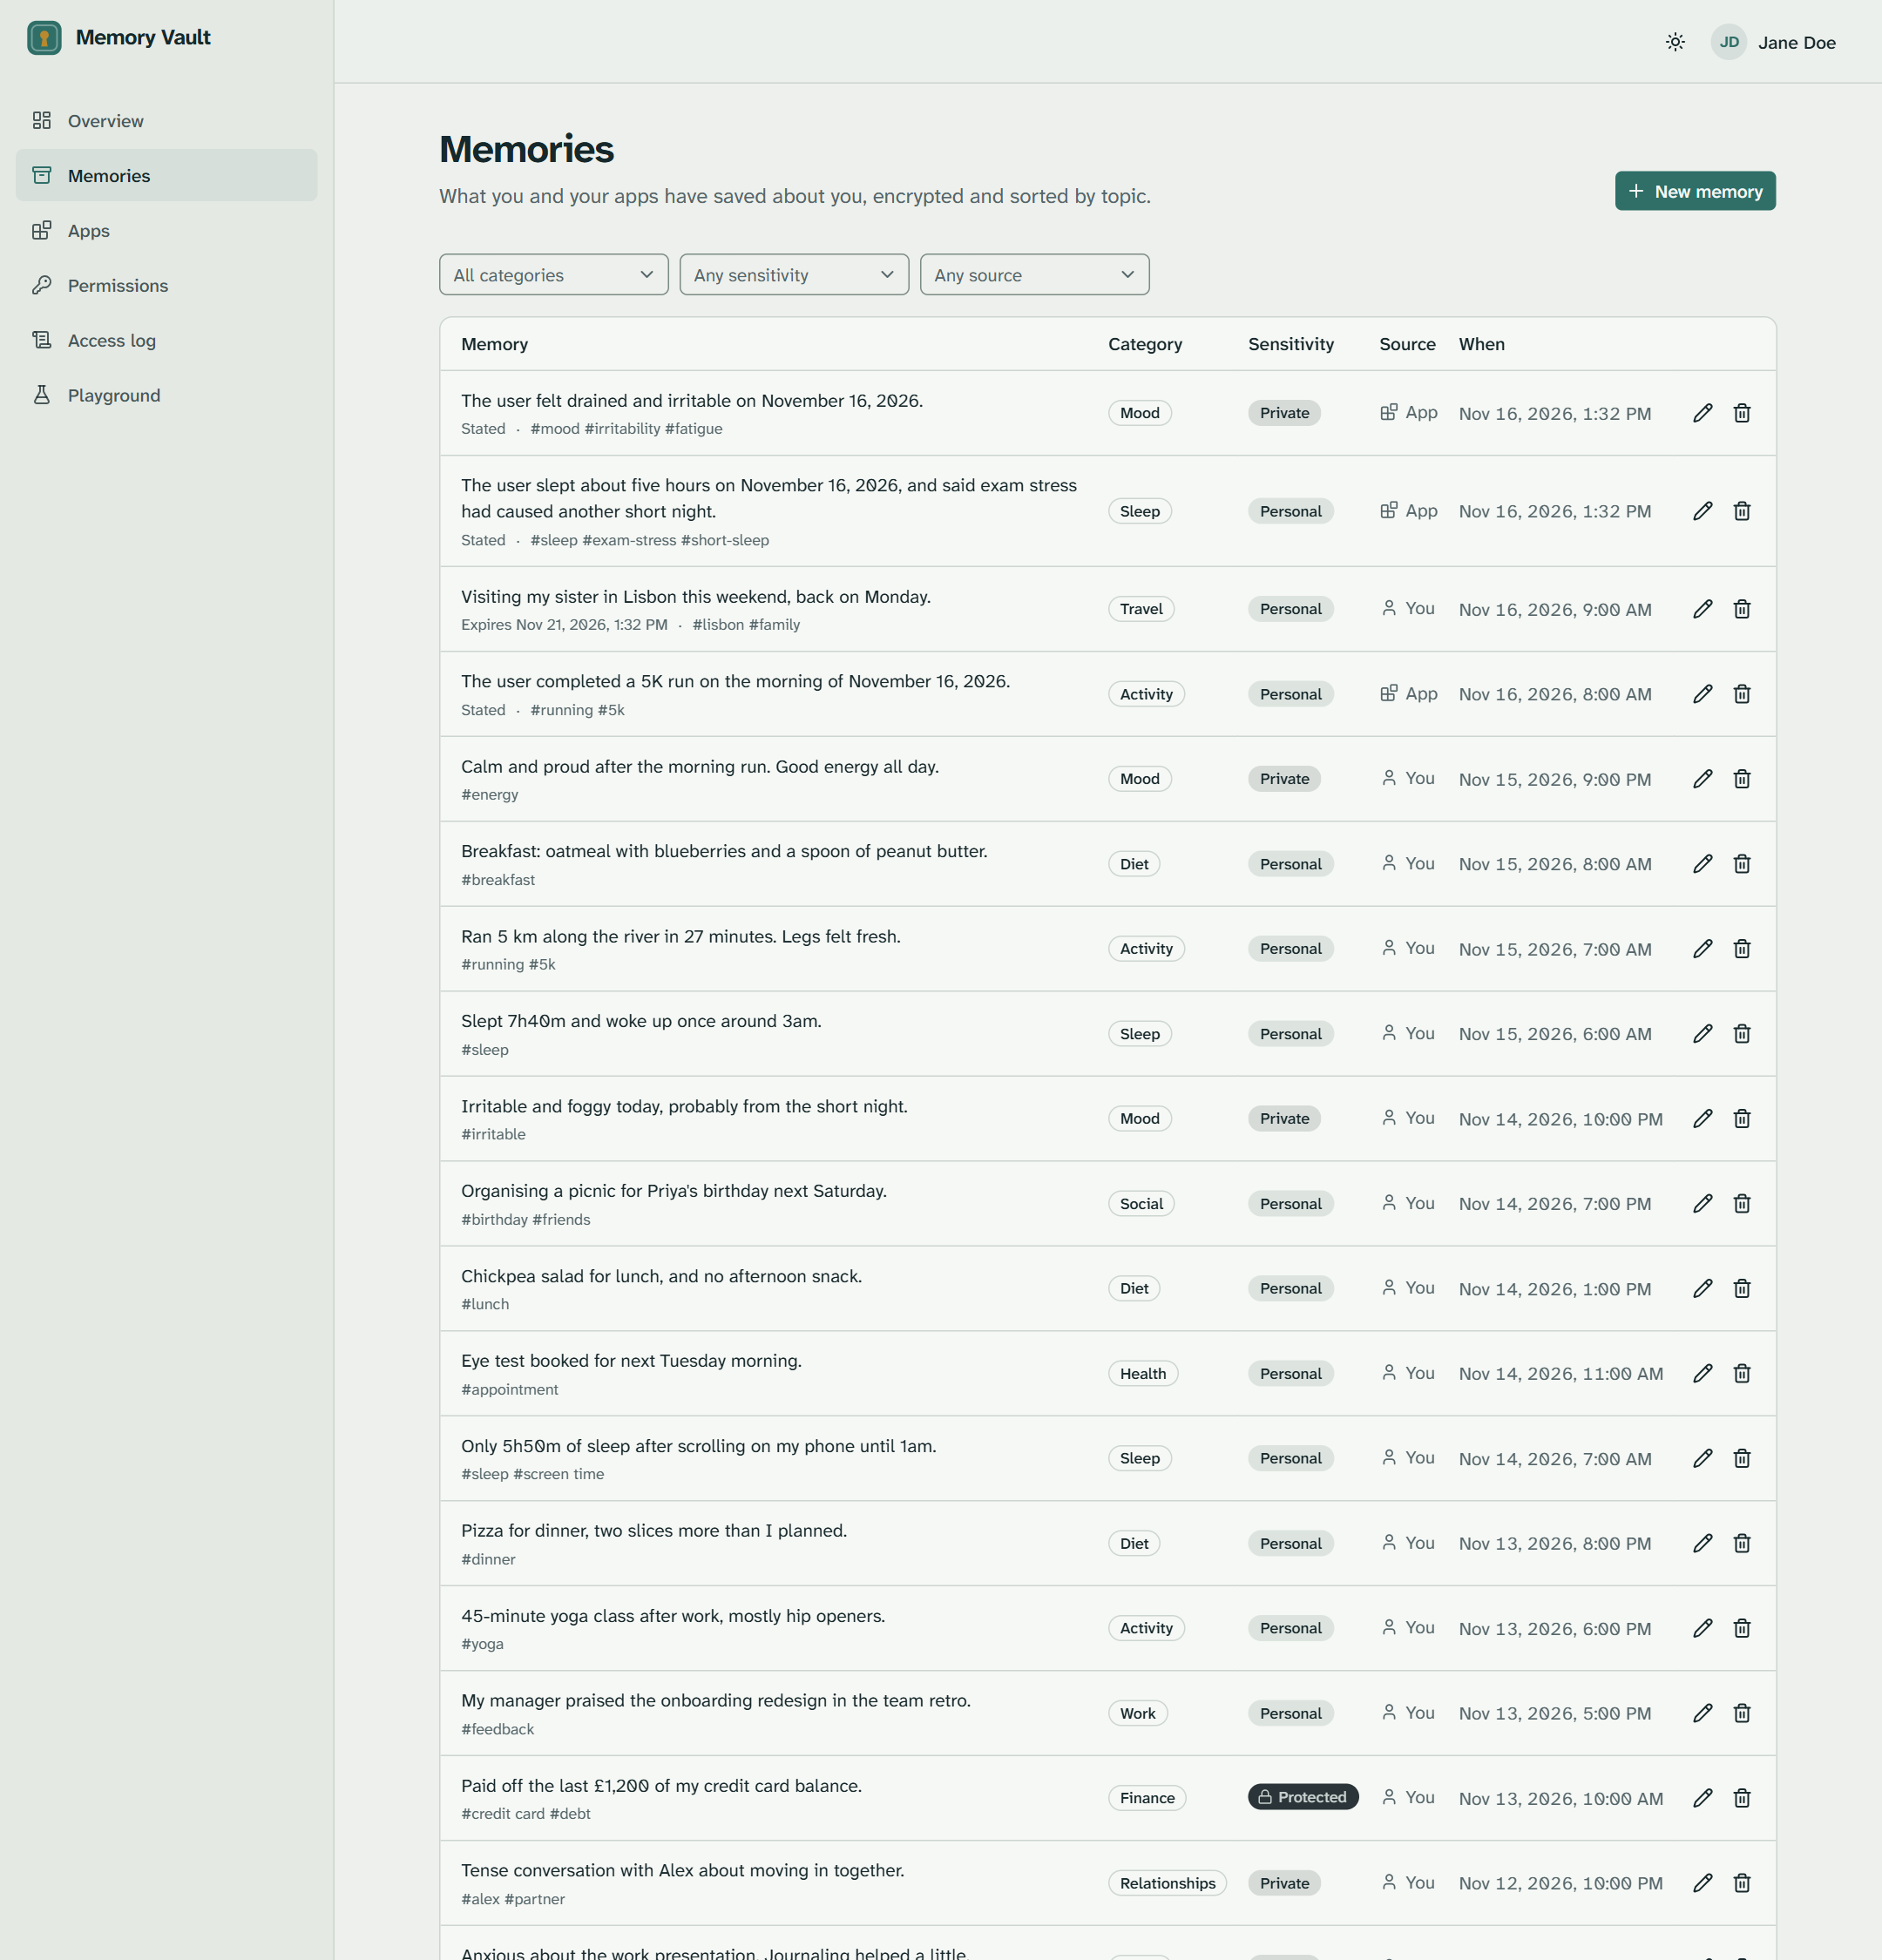 Memory Vault
JD
Jane Doe
Overview
Memories
Apps
Permissions
Access log
Playground
Memories
What you and your apps have saved about you, encrypted and sorted by topic.
New memory
All categories
Any sensitivity
Any source
Memory Category Sensitivity Source When
The user felt drained and irritable on November 16, 2026.
Stated · #mood #irritability #fatigue
Mood Private App Nov 16, 2026, 1:32 PM
The user slept about five hours on November 16, 2026, and said exam stress
had caused another short night.
Stated · #sleep #exam-stress #short-sleep
Sleep Personal App Nov 16, 2026, 1:32 PM
Visiting my sister in Lisbon this weekend, back on Monday.
Expires Nov 21, 2026, 1:32 PM · #lisbon #family
Travel Personal You Nov 16, 2026, 9:00 AM
The user completed a 5K run on the morning of November 16, 2026.
Stated · #running #5k
Activity Personal App Nov 16, 2026, 8:00 AM
Calm and proud after the morning run. Good energy all day.
#energy
Mood Private You Nov 15, 2026, 9:00 PM
Breakfast: oatmeal with blueberries and a spoon of peanut butter.
#breakfast
Diet Personal You Nov 15, 2026, 8:00 AM
Ran 5 km along the river in 27 minutes. Legs felt fresh.
#running #5k
Activity Personal You Nov 15, 2026, 7:00 AM
Slept 7h40m and woke up once around 3am.
#sleep
Sleep Personal You Nov 15, 2026, 6:00 AM
Irritable and foggy today, probably from the short night.
#irritable
Mood Private You Nov 14, 2026, 10:00 PM
Organising a picnic for Priya's birthday next Saturday.
#birthday #friends
Social Personal You Nov 14, 2026, 7:00 PM
Chickpea salad for lunch, and no afternoon snack.
#lunch
Diet Personal You Nov 14, 2026, 1:00 PM
Eye test booked for next Tuesday morning.
#appointment
Health Personal You Nov 14, 2026, 11:00 AM
Only 5h50m of sleep after scrolling on my phone until 1am.
#sleep #screen time
Sleep Personal You Nov 14, 2026, 7:00 AM
Pizza for dinner, two slices more than I planned.
#dinner
Diet Personal You Nov 13, 2026, 8:00 PM
45-minute yoga class after work, mostly hip openers.
#yoga
Activity Personal You Nov 13, 2026, 6:00 PM
My manager praised the onboarding redesign in the team retro.
#feedback
Work Personal You Nov 13, 2026, 5:00 PM
Paid off the last £1,200 of my credit card balance.
#credit card #debt
Finance Protected You Nov 13, 2026, 10:00 AM
Tense conversation with Alex about moving in together.
#alex #partner
Relationships Private You Nov 12, 2026, 10:00 PM
Anxious about the work presentation. Journaling helped a little.